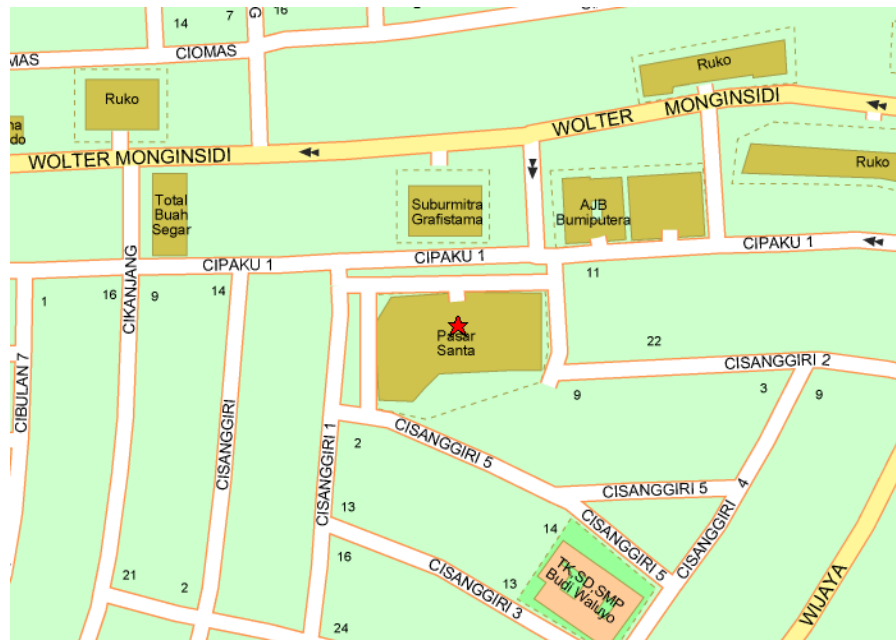 14
7
16
G
CIOMAS
MAS
Ruko
Ruko
WOLTER MONGINSIDI
na
do
WOLTER MONGINSIDI
Ruko
Total
Buah
Segar
Suburmitra
Grafistama
AJB
Bumiputera
CIPAKU 1
CIPAKU 1
CIPAKU 1
CIKANJANG
1
16
9
14
11
Pasar
Santa
22
CISANGGIRI 2
CIBULAN 7
CISANGGIRI
CISANGGIRI 1
9
3
9
2
CISANGGIRI 5
CISANGGIRI 5
CISANGGIRI 4
13
14
CISANGGIRI 5
16
CISANGGIRI 3
13
TK,SD,SMP
Budi Waluyo
WIJAYA
21
2
24